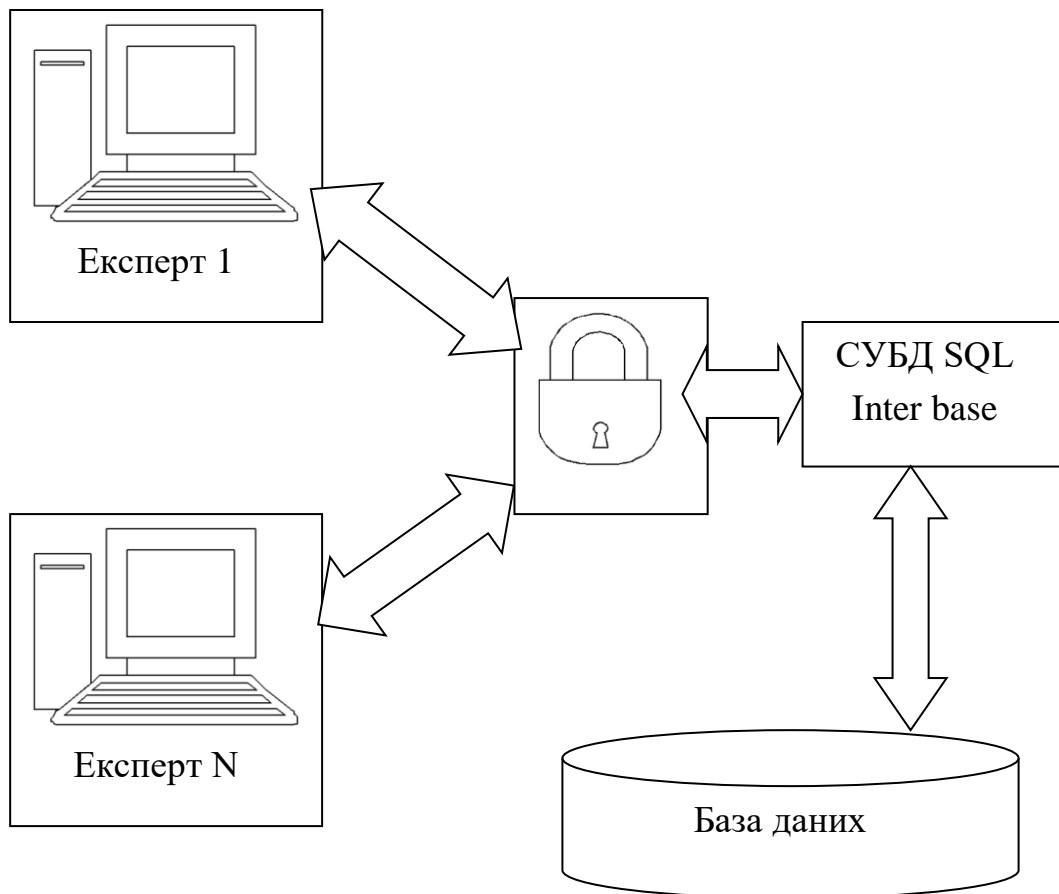 Експерт 1
СУБД SQL
Inter base
Експерт N
База даних